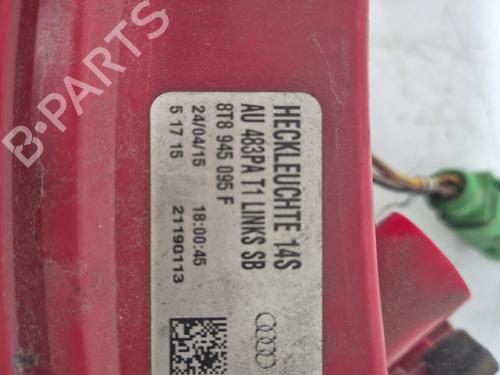 HECKLEUCHTE 14S
AU 483PA T1 LINKS SB
8T8 945 095 F
24/04/15 18:00:45
5 17 15 21190113
B-PARTS